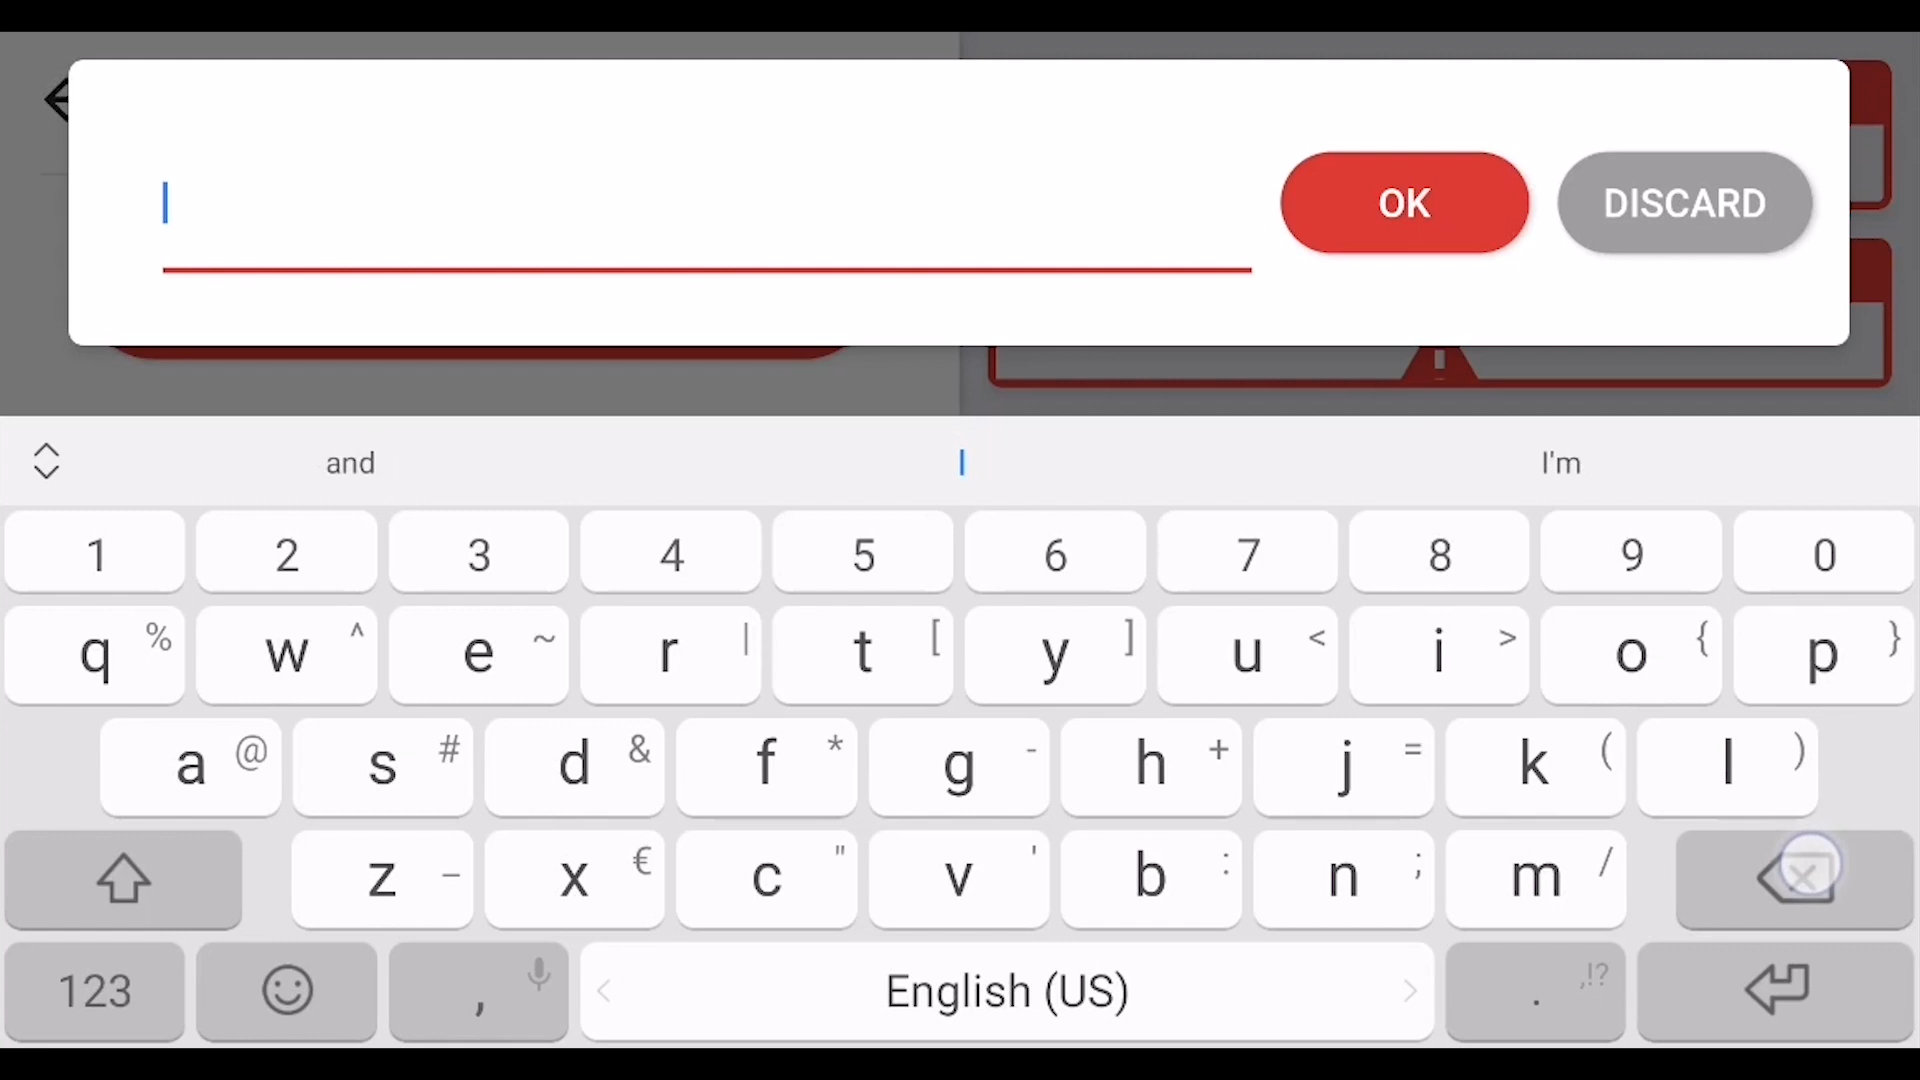 OK DISCARD
and I'm
1 2 3 4 5 6 7 8 9 0
q % w ^ e ~ r | t [ y ] u < i > o { p }
a @ s # d & f * g - h + j = k ( l )
z _ x € c " v ' b : n ; m /
123 , < English (US) > . ,!?